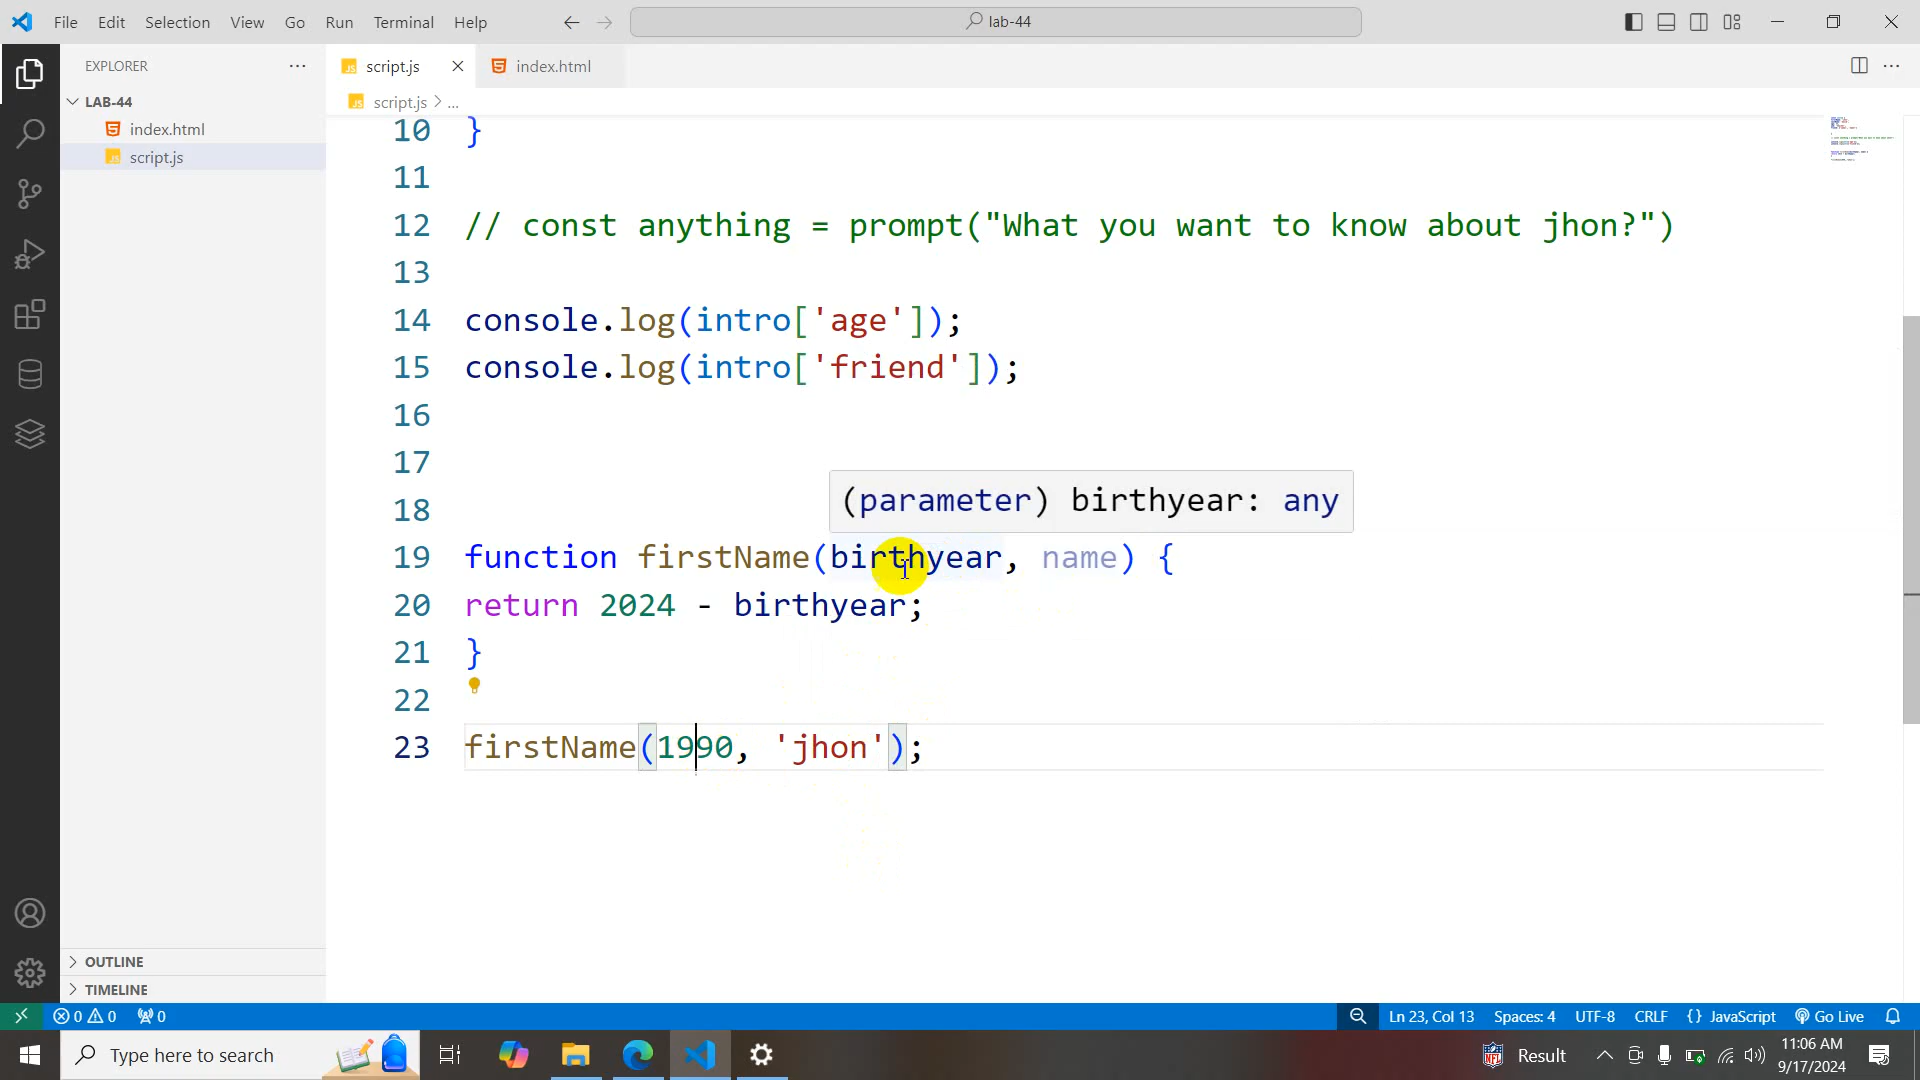 File Edit Selection View Go Run Terminal Help
lab-44
EXPLORER
LAB-44
index.html
script.js
script.js
index.html
script.js > ...
10 }
11
12 // const anything = prompt("What you want to know about jhon?")
13
14 console.log(intro['age']);
15 console.log(intro['friend']);
16
17
18
(parameter) birthyear: any
19 function firstName(birthyear, name) {
20 return 2024 - birthyear;
21 }
22
23 firstName(1990, 'jhon');
OUTLINE
TIMELINE
0 0 0
Ln 23, Col 13 Spaces: 4 UTF-8 CRLF {} JavaScript Go Live
Type here to search
Result
11:06 AM
9/17/2024